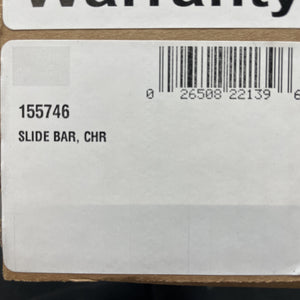 Warranty
0 26508 22139 6
155746
SLIDE BAR, CHR